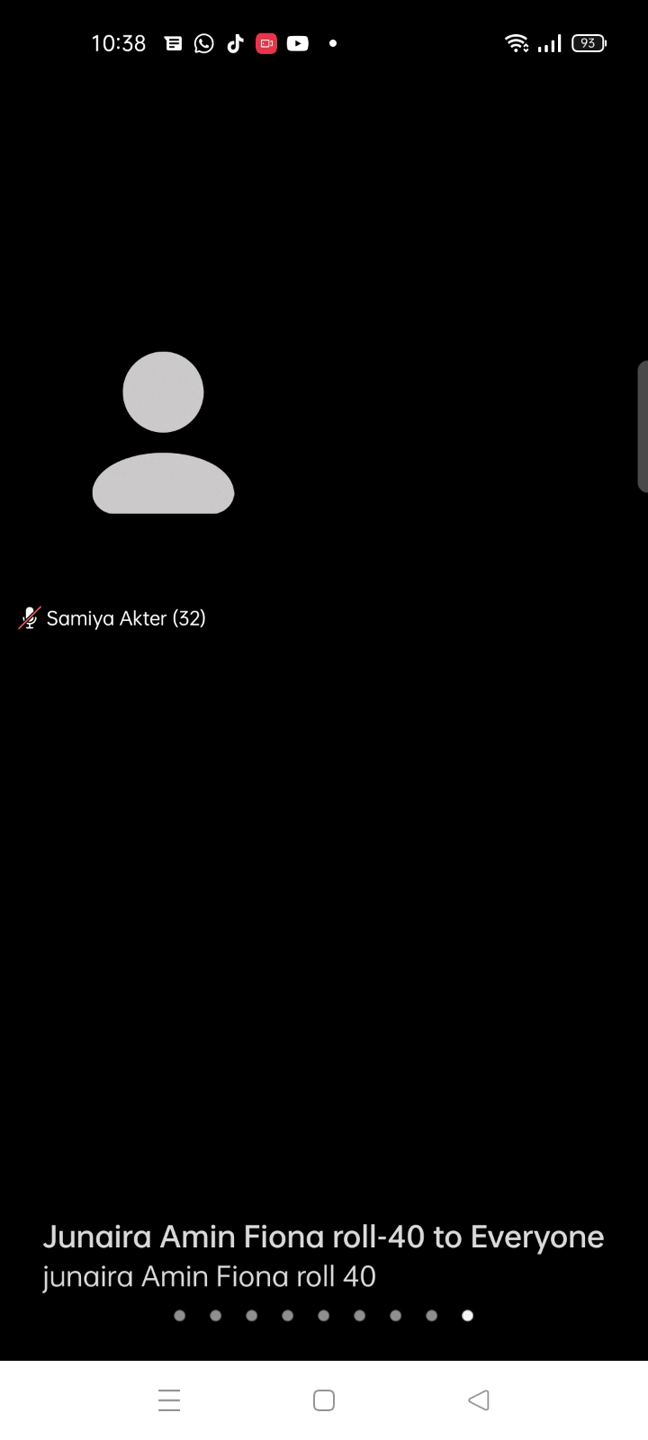 10:38
93
Samiya Akter (32)
Junaira Amin Fiona roll-40 to Everyone
junaira Amin Fiona roll 40